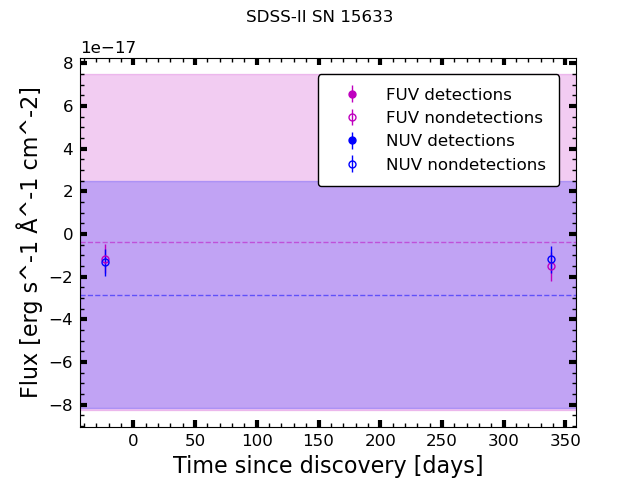 SDSS-II SN 15633
1e−17
8
6
4
2
0
−2
−4
−6
−8
Flux [erg s^-1 Å^-1 cm^-2]
FUV detections
FUV nondetections
NUV detections
NUV nondetections
0 50 100 150 200 250 300 350
Time since discovery [days]